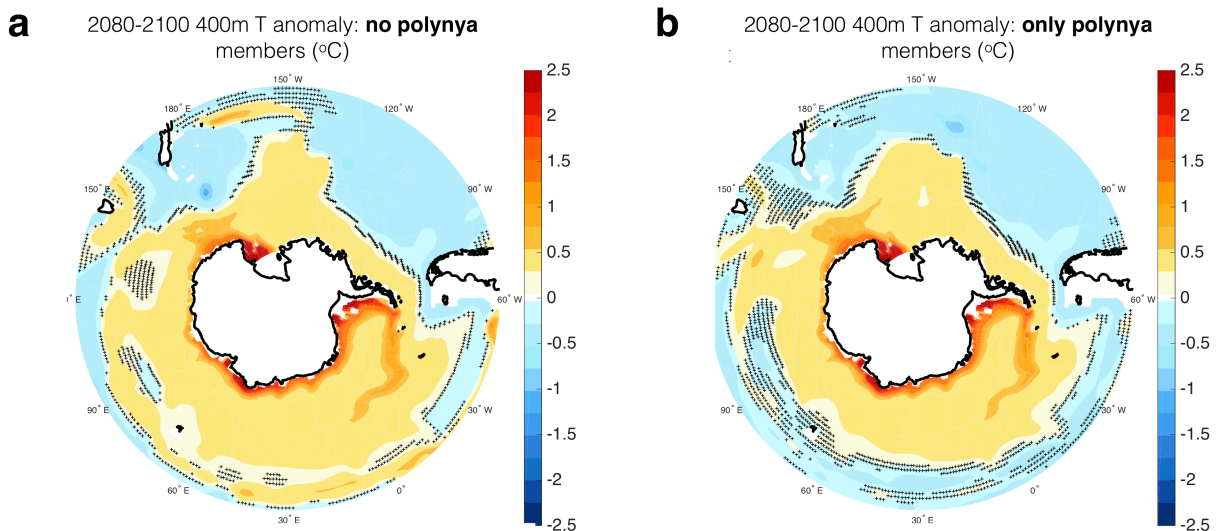 a
2080-2100 400m T anomaly: no polynya
members (°C)
150° W
180° E
120° W
150° E
90° W
1° E
60° W
90° E
30° W
60° E
0°
30° E
2.5
2
1.5
1
0.5
0
-0.5
-1
-1.5
-2
-2.5
b
2080-2100 400m T anomaly: only polynya
members (°C)
:
150° W
180° E
120° W
150° E
90° W
60° W
90° E
30° W
60° E
0°
30° E
2.5
2
1.5
1
0.5
0
-0.5
-1
-1.5
-2
-2.5